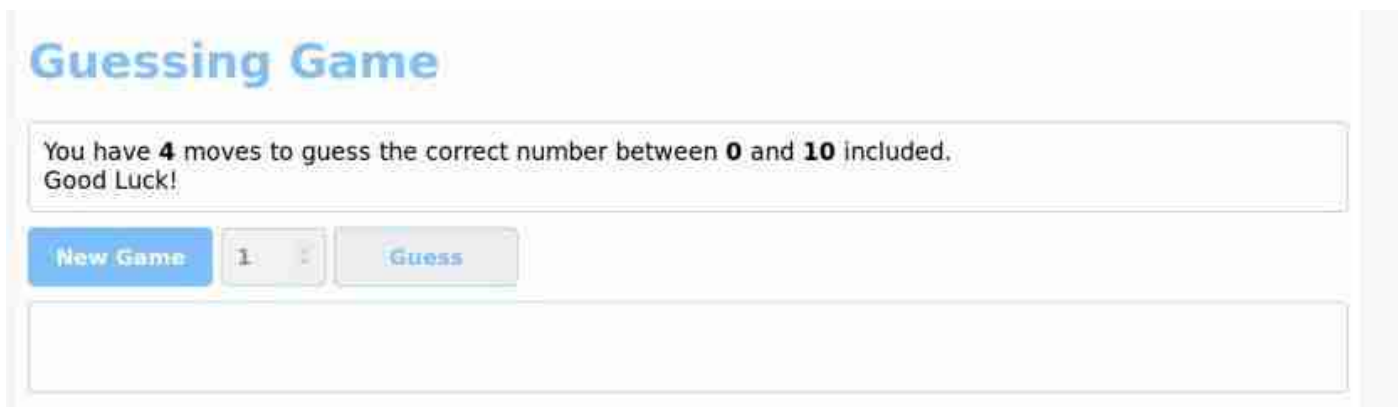 Guessing Game
You have 4 moves to guess the correct number between 0 and 10 included.
Good Luck!
New Game 1 Guess